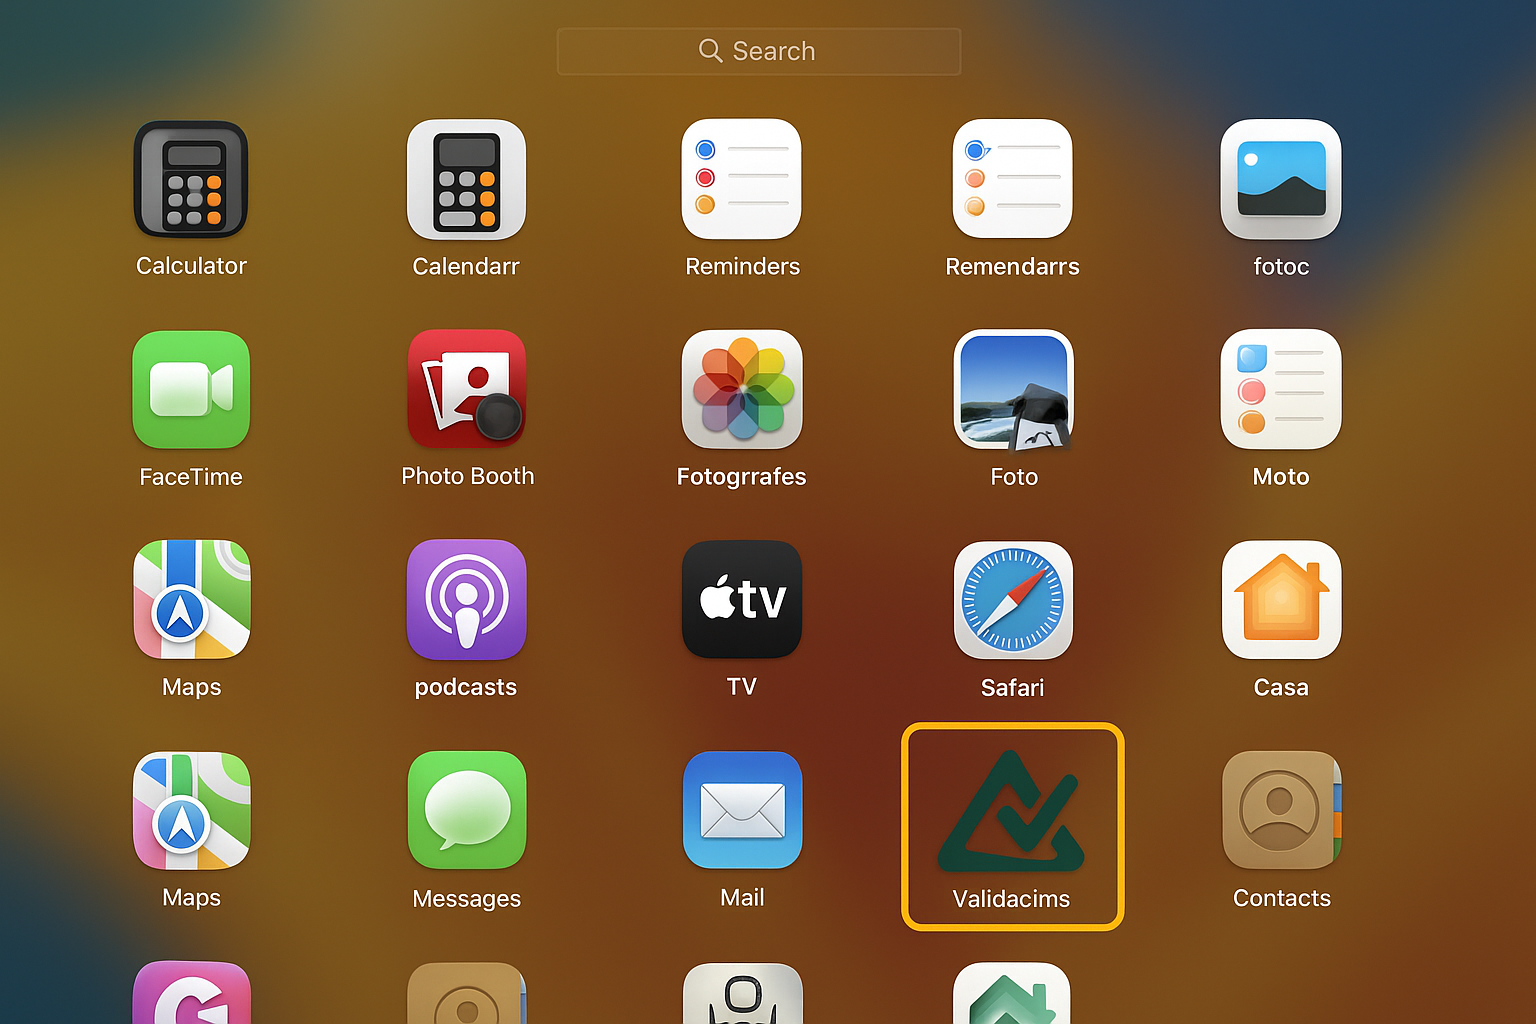 Search
Calculator
Calendarr
Reminders
Remendarrs
fotoc
FaceTime
Photo Booth
Fotogrrafes
Foto
Moto
tv
Maps
podcasts
TV
Safari
Casa
Maps
Messages
Mail
Validacims
Contacts